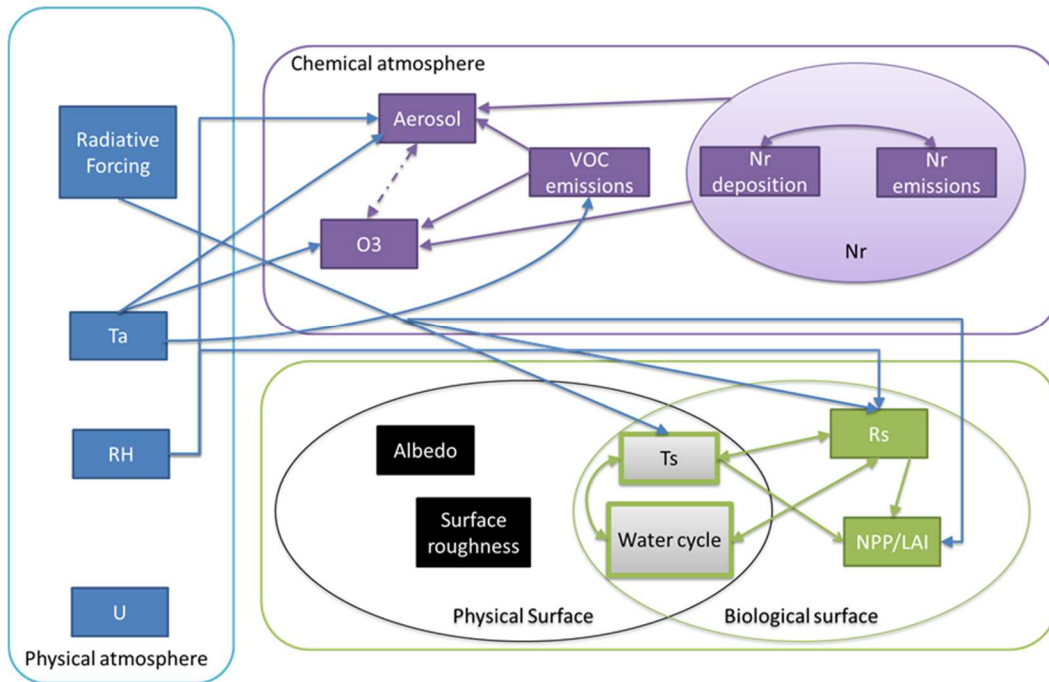 Chemical atmosphere
Radiative
Forcing
Aerosol
VOC
emissions
Nr
deposition
Nr
emissions
O3
Nr
Ta
RH
U
Physical atmosphere
Albedo
Surface
roughness
Ts
Water cycle
Rs
NPP/LAI
Physical Surface
Biological surface